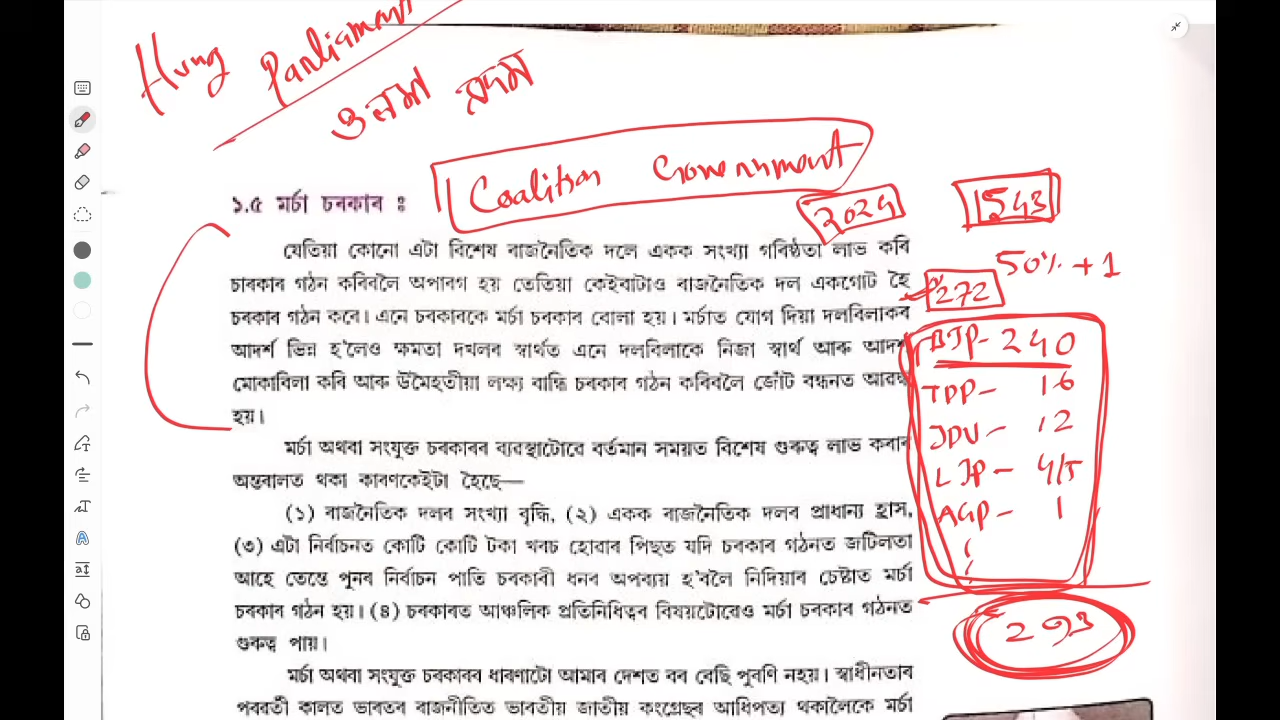 Hung Parliament
ওলমা সদন
Coalition Government
১.৫ মৰ্চা চৰকাৰ ঃ
2024
543
50% + 1
272
যেতিয়া কোনো এটা বিশেষ ৰাজনৈতিক দলে একক সংখ্যা গৰিষ্ঠতা লাভ কৰি
চৰকাৰ গঠন কৰিবলৈ অপাৰগ হয় তেতিয়া কেইবাটাও ৰাজনৈতিক দল একগোট হৈ
চৰকাৰ গঠন কৰে। এনে চৰকাৰকে মৰ্চা চৰকাৰ বোলা হয়। মৰ্চাত যোগ দিয়া দলবিলাকৰ
আদৰ্শ ভিন্ন হ'লেও ক্ষমতা দখলৰ স্বাৰ্থত এনে দলবিলাকে নিজা স্বাৰ্থ আৰু আদৰ্শ
মোকাবিলা কৰি আৰু উমৈহতীয়া লক্ষ্য বান্ধি চৰকাৰ গঠন কৰিবলৈ জোঁট বন্ধনত আবদ্ধ
হয়।
মৰ্চা অথবা সংযুক্ত চৰকাৰৰ ব্যৱস্থাটোৱে বৰ্তমান সময়ত বিশেষ গুৰুত্ব লাভ কৰাৰ
অন্তৰালত থকা কাৰণকেইটা হৈছে—
(১) ৰাজনৈতিক দলৰ সংখ্যা বৃদ্ধি, (২) একক ৰাজনৈতিক দলৰ প্ৰাধান্য হ্ৰাস,
(৩) এটা নিৰ্বাচনত কোটি কোটি টকা খৰচ হোৱাৰ পিছত যদি চৰকাৰ গঠনত জটিলতা
আহে তেন্তে পুনৰ নিৰ্বাচন পাতি চৰকাৰী ধনৰ অপব্যয় হ'বলৈ নিদিয়াৰ চেষ্টাত মৰ্চা
চৰকাৰ গঠন হয়। (৪) চৰকাৰত আঞ্চলিক প্ৰতিনিধিত্বৰ বিষয়টোৱেও মৰ্চা চৰকাৰ গঠনত
গুৰুত্ব পায়।
মৰ্চা অথবা সংযুক্ত চৰকাৰৰ ধাৰণাটো আমাৰ দেশত বৰ বেছি পুৰণি নহয়। স্বাধীনতাৰ
পৰৱৰ্তী কালত ভাৰতৰ ৰাজনীতিত ভাৰতীয় জাতীয় কংগ্ৰেছৰ আধিপত্য থকালৈকে মৰ্চা
BJP - 240
TDP - 16
JDU - 12
LJP - 4/5
AGP - 1
293